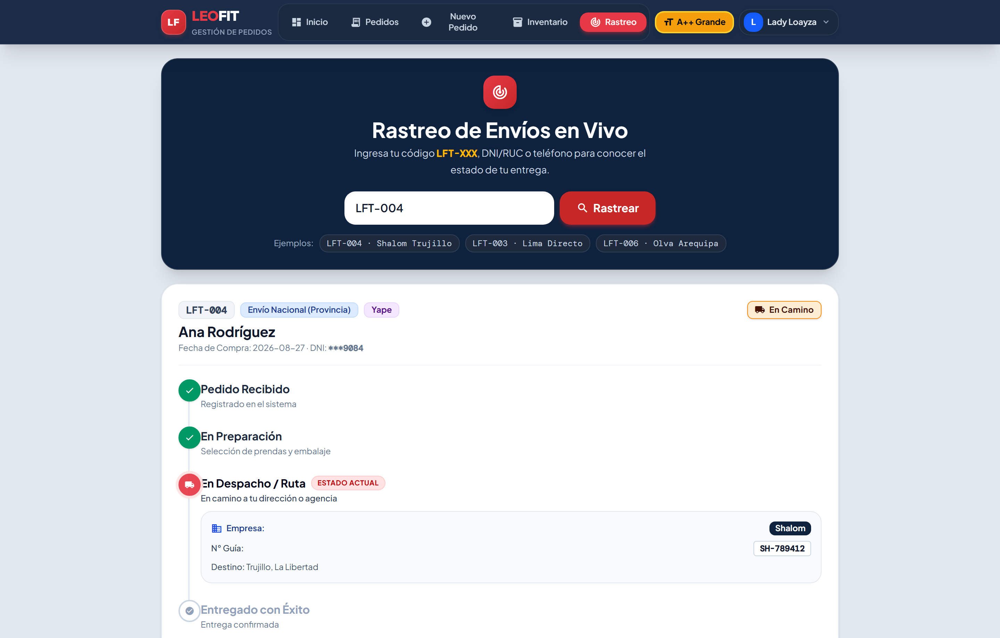 LF
LEOFIT
GESTIÓN DE PEDIDOS
Inicio
Pedidos
Nuevo
Pedido
Inventario
Rastreo
A++ Grande
L
Lady Loayza
Rastreo de Envíos en Vivo
Ingresa tu código LFT-XXX, DNI/RUC o teléfono para conocer el
estado de tu entrega.
LFT-004
Rastrear
Ejemplos:
LFT-004 · Shalom Trujillo
LFT-003 · Lima Directo
LFT-006 · Olva Arequipa
LFT-004
Envío Nacional (Provincia)
Yape
En Camino
Ana Rodríguez
Fecha de Compra: 2026-08-27 · DNI: ***9084
Pedido Recibido
Registrado en el sistema
En Preparación
Selección de prendas y embalaje
En Despacho / Ruta
ESTADO ACTUAL
En camino a tu dirección o agencia
Empresa:
Shalom
N° Guía:
SH-789412
Destino: Trujillo, La Libertad
Entregado con Éxito
Entrega confirmada